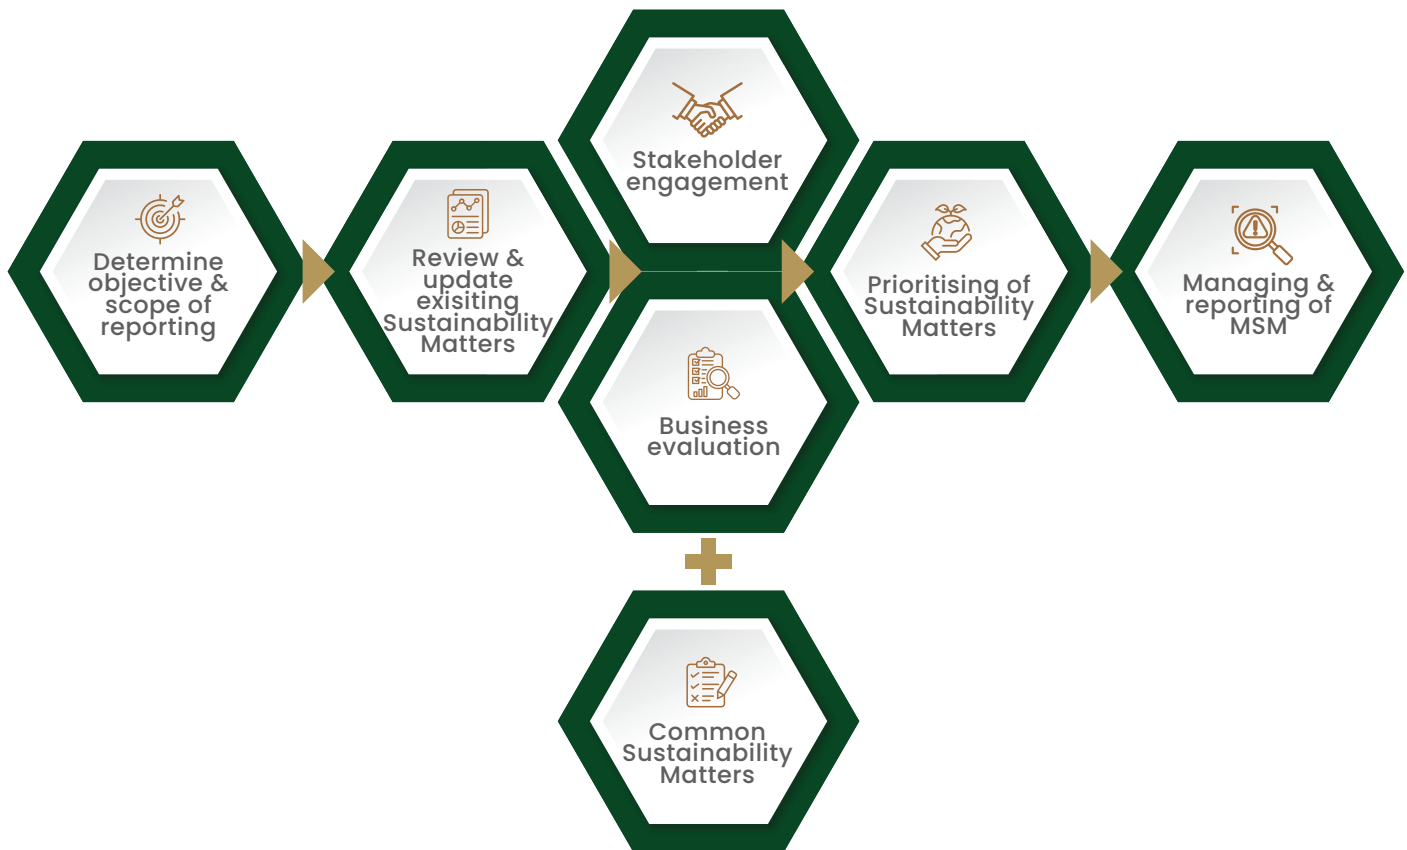 Determine
objective &
scope of
reporting
Review &
update
exisiting
Sustainability
Matters
Stakeholder
engagement
Business
evaluation
Common
Sustainability
Matters
Prioritising of
Sustainability
Matters
Managing &
reporting of
MSM